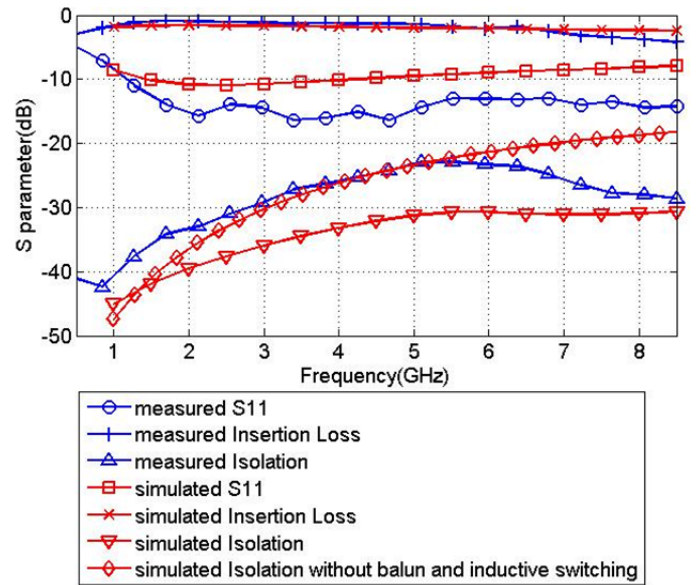 0
-10
-20
-30
-40
-50
S parameter(dB)
1 2 3 4 5 6 7 8
Frequency(GHz)
measured S11
measured Insertion Loss
measured Isolation
simulated S11
simulated Insertion Loss
simulated Isolation
simulated Isolation without balun and inductive switching